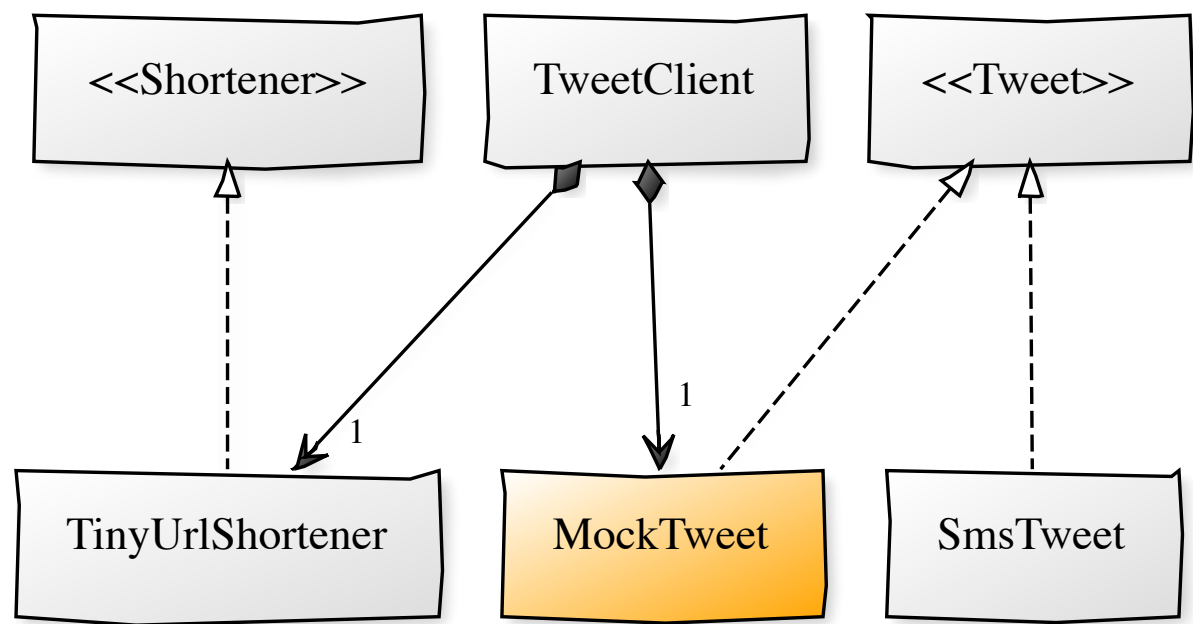 <<Shortener>>
TweetClient
<<Tweet>>
1
1
TinyUrlShortener
MockTweet
SmsTweet